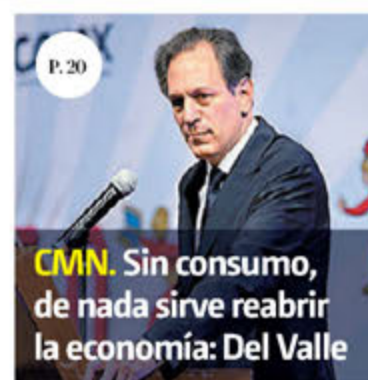 P. 20
CMN. Sin consumo,
de nada sirve reabrir
la economía: Del Valle